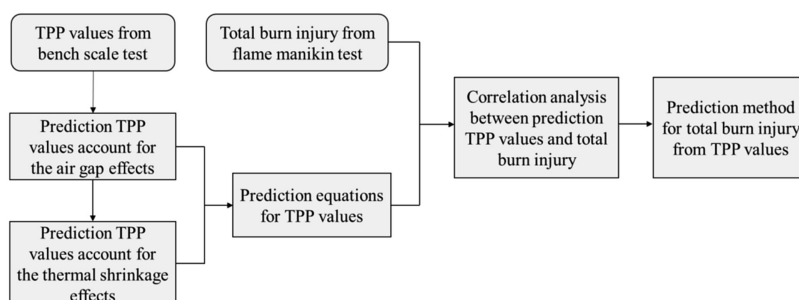 TPP values from
bench scale test
Total burn injury from
flame manikin test
Prediction TPP
values account for
the air gap effects
Prediction TPP
values account for
the thermal shrinkage
effects
Prediction equations
for TPP values
Correlation analysis
between prediction
TPP values and total
burn injury
Prediction method
for total burn injury
from TPP values